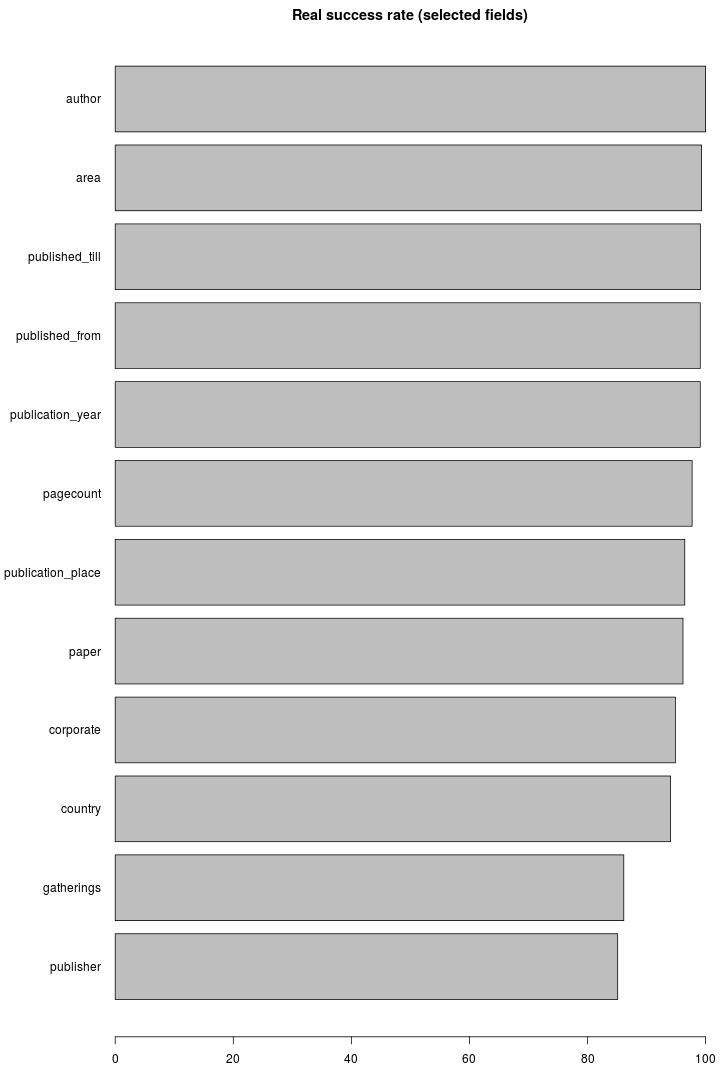 Real success rate (selected fields)
author
area
published_till
published_from
publication_year
pagecount
publication_place
paper
corporate
country
gatherings
publisher
0 20 40 60 80 100